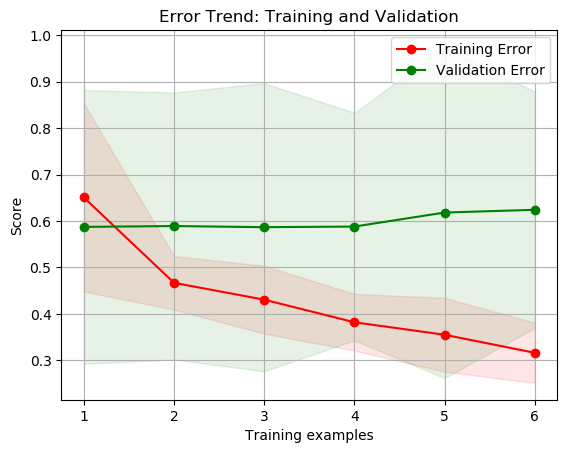 Error Trend: Training and Validation
1.0
0.9
0.8
0.7
0.6
0.5
0.4
0.3
Score
Training Error
Validation Error
1 2 3 4 5 6
Training examples